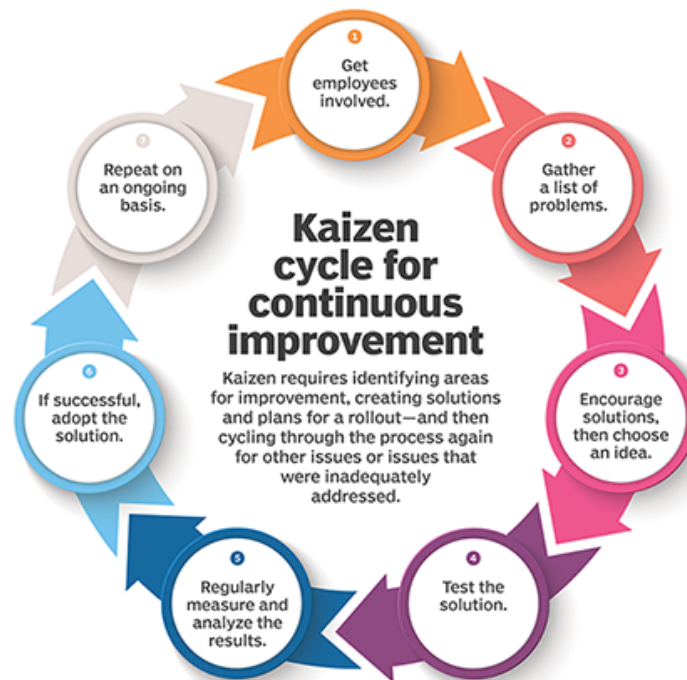 Kaizen
cycle for
continuous
improvement
Kaizen requires identifying areas
for improvement, creating solutions
and plans for a rollout—and then
cycling through the process again
for other issues or issues that
were inadequately
addressed.
1
Get
employees
involved.
2
Gather
a list of
problems.
3
Encourage
solutions,
then choose
an idea.
4
Test the
solution.
5
Regularly
measure and
analyze the
results.
6
If successful,
adopt the
solution.
7
Repeat on
an ongoing
basis.